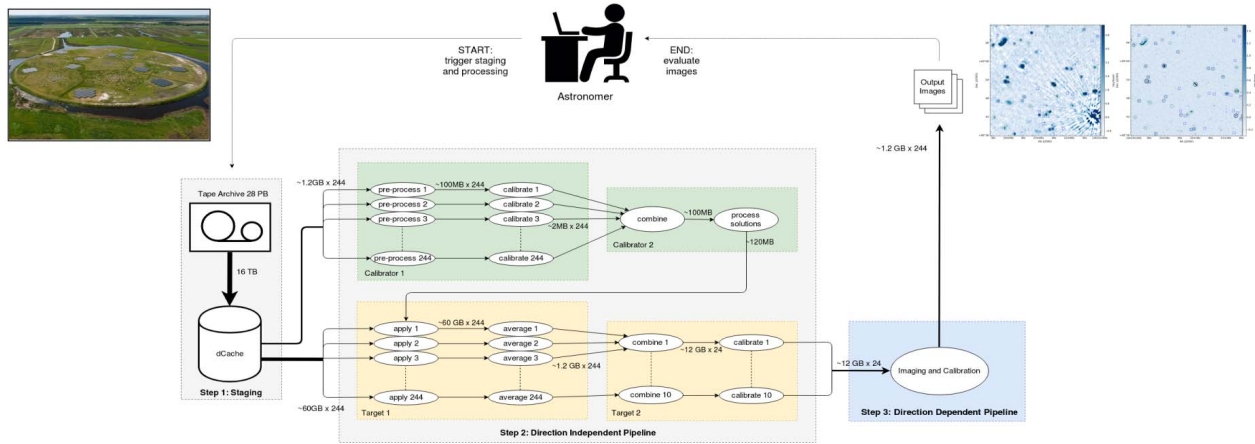 START:
trigger staging
and processing
END:
evaluate
images
Astronomer
Output
Images
~1.2 GB x 244
Tape Archive 28 PB
16 TB
dCache
Step 1: Staging
~1.2GB x 244
~60GB x 244
pre-process 1
~100MB x 244
calibrate 1
pre-process 2
calibrate 2
pre-process 3
calibrate 3
~2MB x 244
pre-process 244
calibrate 244
Calibrator 1
combine
~100MB
process
solutions
Calibrator 2
~120MB
apply 1
~60 GB x 244
average 1
apply 2
average 2
apply 3
average 3
~1.2 GB x 244
apply 244
average 244
Target 1
combine 1
~12 GB x 24
calibrate 1
combine 10
calibrate 10
Target 2
Step 2: Direction Independent Pipeline
~12 GB x 24
Imaging and Calibration
Step 3: Direction Dependent Pipeline